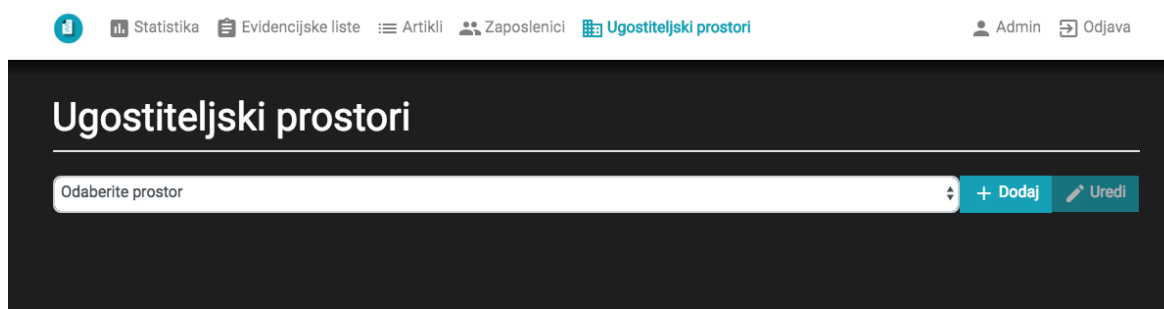 Statistika Evidencijske liste Artikli Zaposlenici Ugostiteljski prostori Admin Odjava
Ugostiteljski prostori
Odaberite prostor + Dodaj Uredi